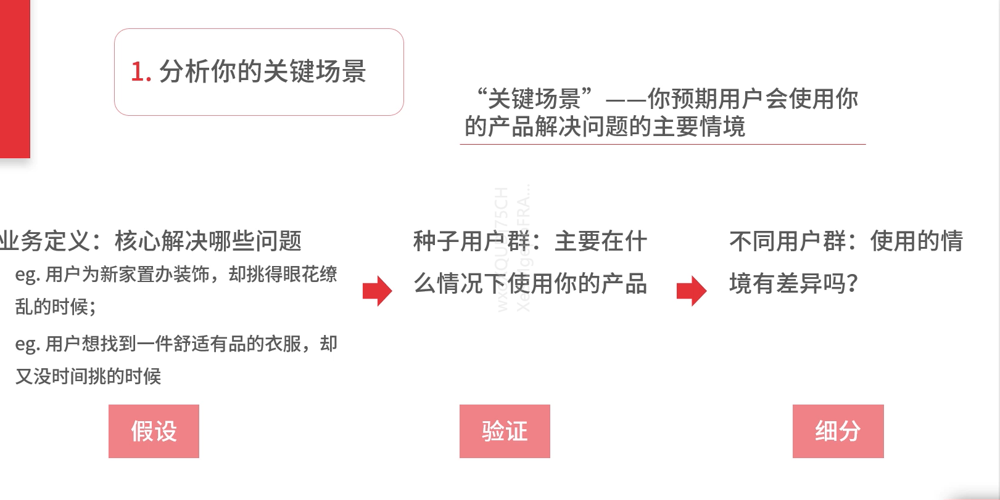 1. 分析你的关键场景
“关键场景”——你预期用户会使用你
的产品解决问题的主要情境
业务定义：核心解决哪些问题
eg. 用户为新家置办装饰，却挑得眼花缭
乱的时候；
eg. 用户想找到一件舒适有品的衣服，却
又没时间挑的时候
种子用户群：主要在什
么情况下使用你的产品
不同用户群：使用的情
境有差异吗？
假设
验证
细分